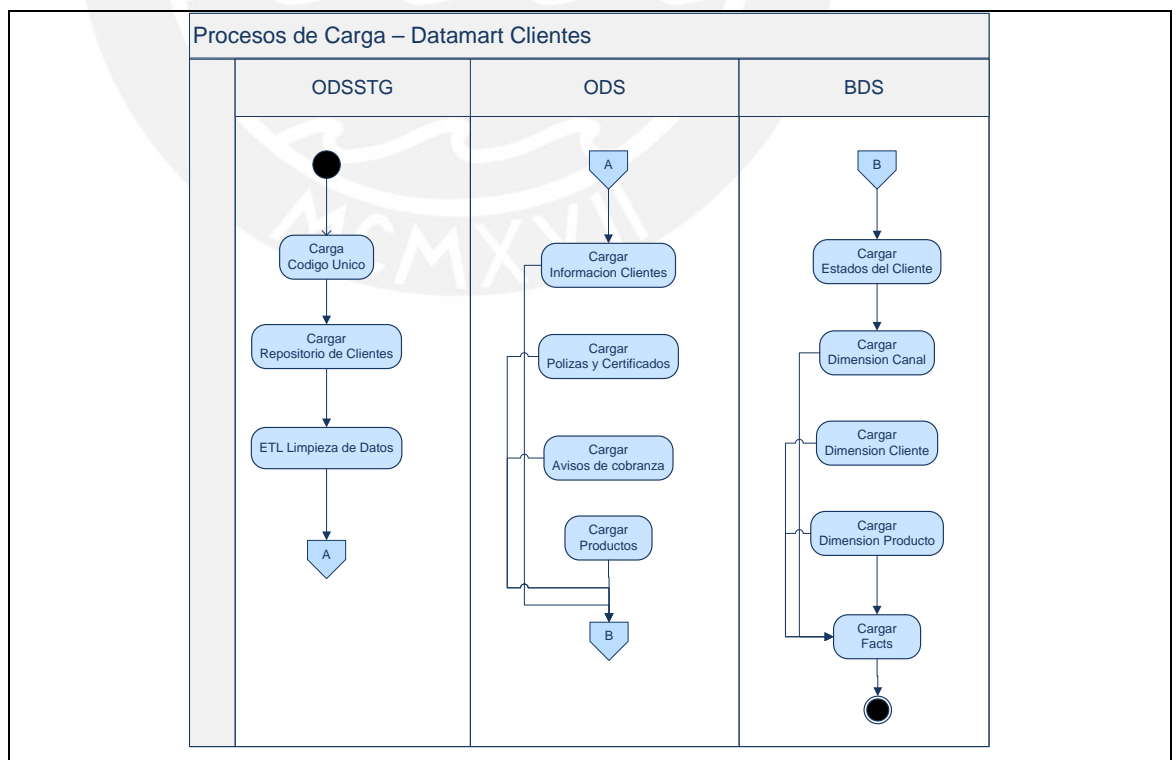 Procesos de Carga – Datamart Clientes
ODSSTG
ODS
BDS
Carga
Codigo Unico
Cargar
Repositorio de Clientes
ETL Limpieza de Datos
A
A
Cargar
Informacion Clientes
Cargar
Polizas y Certificados
Cargar
Avisos de cobranza
Cargar
Productos
B
B
Cargar
Estados del Cliente
Cargar
Dimension Canal
Cargar
Dimension Cliente
Cargar
Dimension Producto
Cargar
Facts
MCMXVII